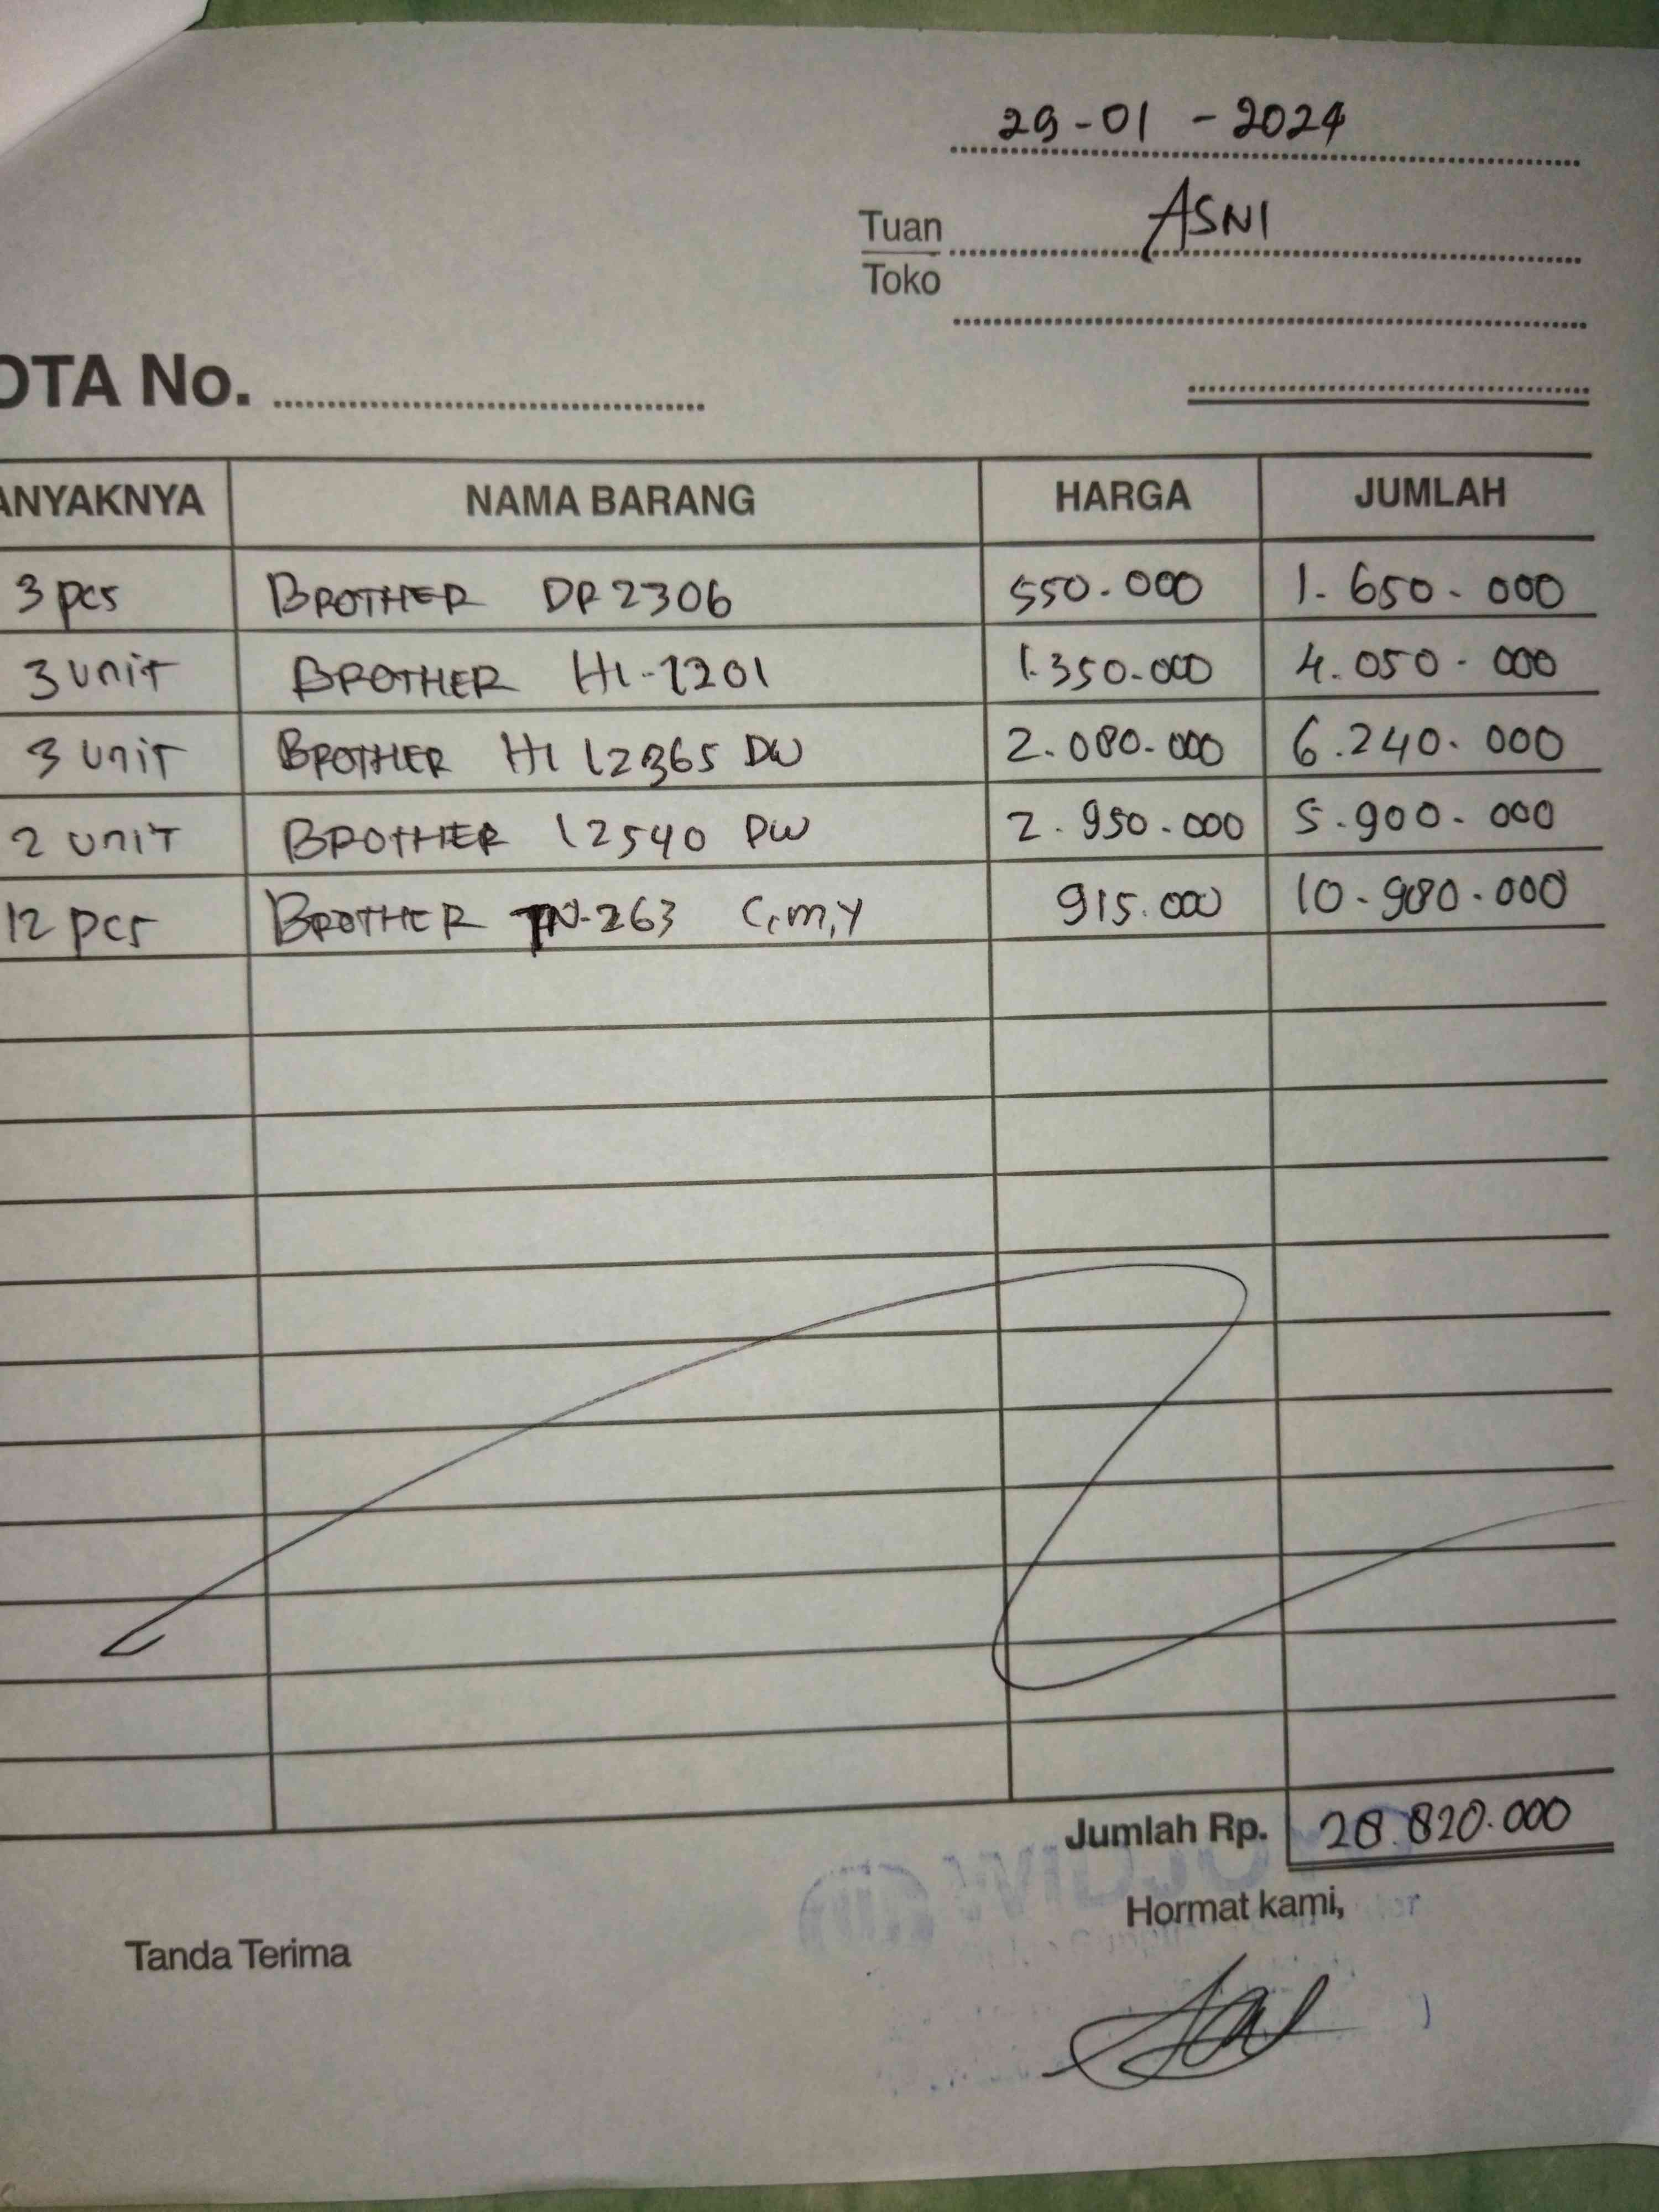 29-01-2024
Tuan ASNI
Toko
OTA No.
ANYAKNYA NAMA BARANG HARGA JUMLAH
3 pcs BROTHER DR2306 550.000 1.650.000
3 unit BROTHER HL-1201 1.350.000 4.050.000
3 unit BROTHER HL L2365 DW 2.080.000 6.240.000
2 unit BROTHER L2540 DW 2.950.000 5.900.000
12 pcs BROTHER TN-263 C,m,Y 915.000 10.980.000
Jumlah Rp. 28.820.000
Hormat kami,
Tanda Terima